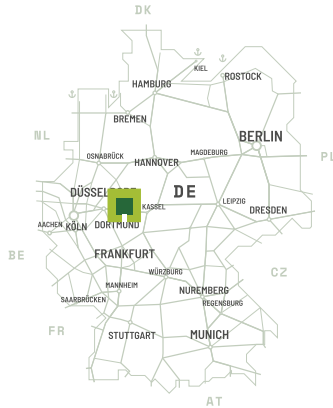 DK
KIEL
ROSTOCK
HAMBURG
BREMEN
NL
BERLIN
MAGDEBURG
OSNABRÜCK
HANNOVER
PL
DE
LEIPZIG
KASSEL
DRESDEN
AACHEN
KÖLN
DORTMUND
BE
FRANKFURT
CZ
WÜRZBURG
MANNHEIM
NUREMBERG
SAARBRÜCKEN
REGENSBURG
FR
STUTTGART
MUNICH
AT